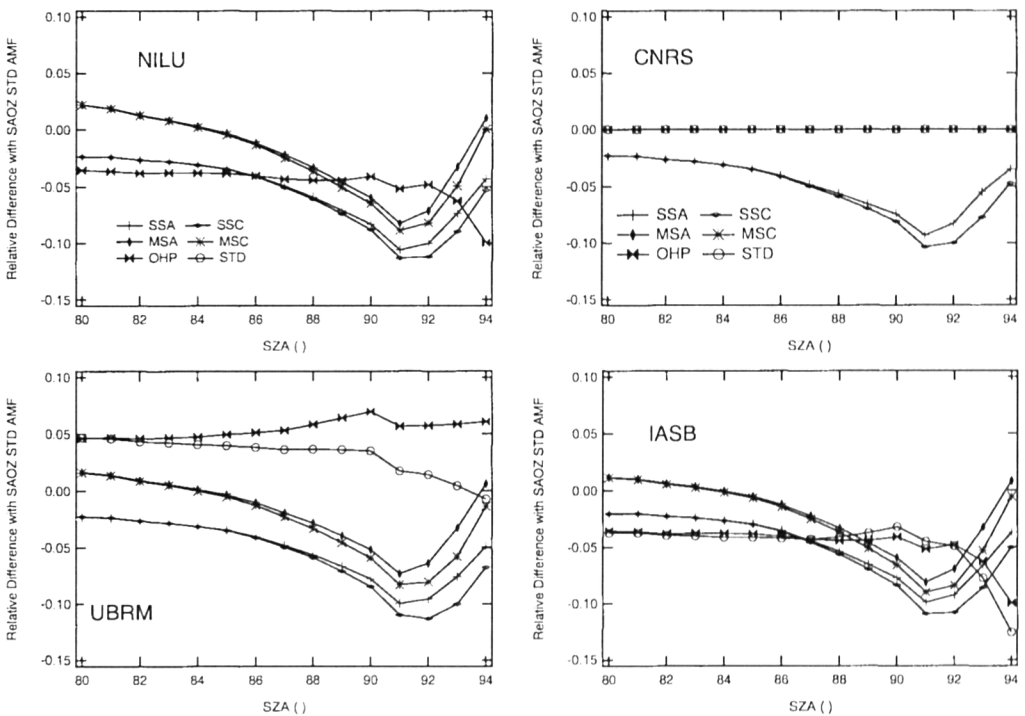 Relative Difference with SAOZ STD AMF
0.10
0.05
0.00
-0.05
-0.10
-0.15
NILU
SSA SSC
MSA MSC
OHP STD
80 82 84 86 88 90 92 94
SZA ( )
Relative Difference with SAOZ STD AMF
0.10
0.05
0.00
-0.05
-0.10
-0.15
CNRS
SSA SSC
MSA MSC
OHP STD
80 82 84 86 88 90 92 94
SZA ( )
Relative Difference with SAOZ STD AMF
0.10
0.05
0.00
-0.05
-0.10
-0.15
UBRM
80 82 84 86 88 90 92 94
SZA ( )
Relative Difference with SAOZ STD AMF
0.10
0.05
0.00
-0.05
-0.10
-0.15
IASB
80 82 84 86 88 90 92 94
SZA ( )